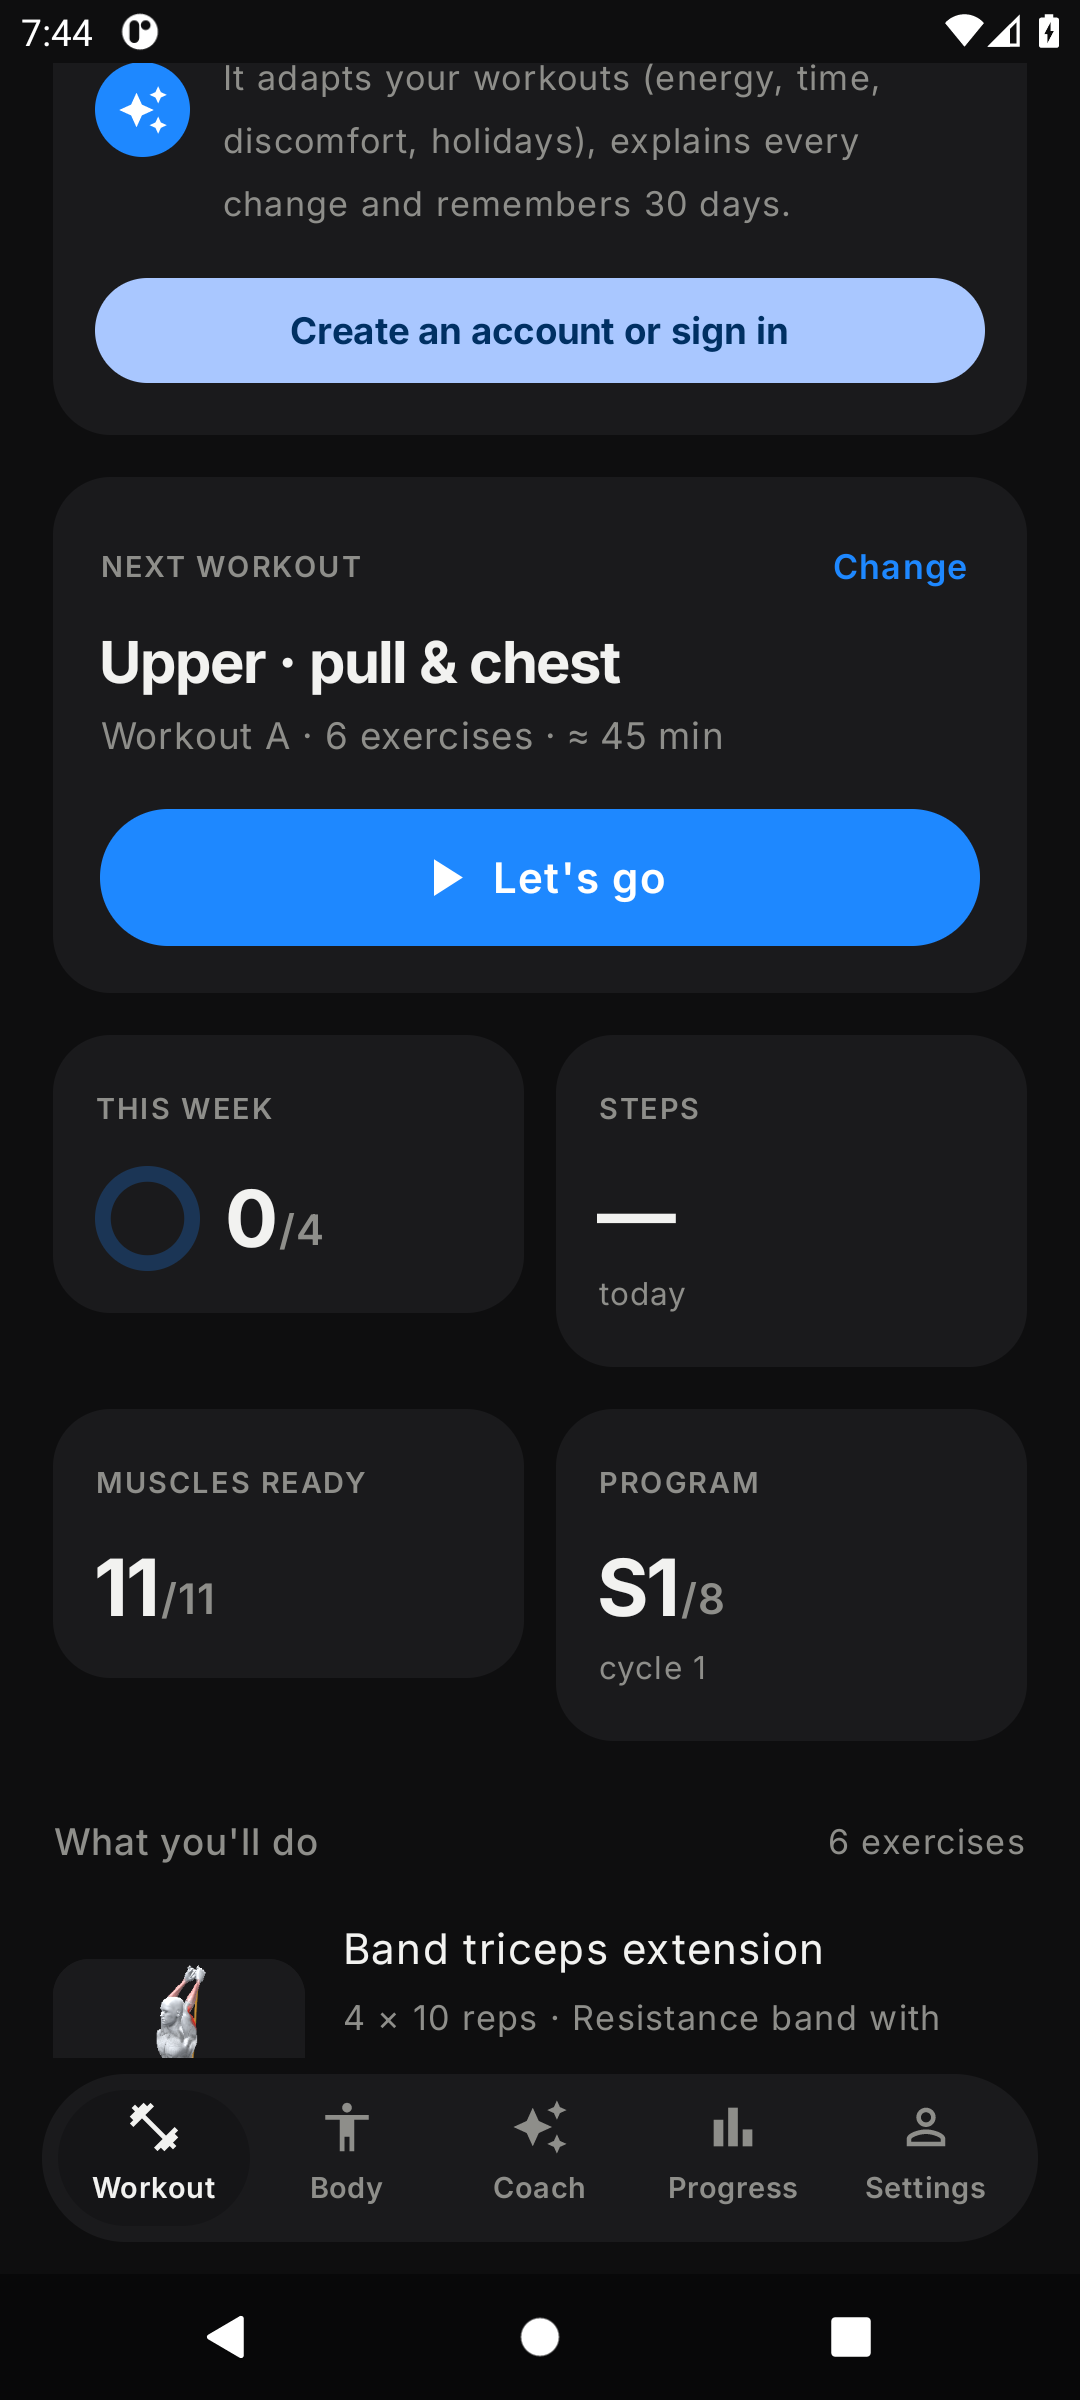 7:44
It adapts your workouts (energy, time,
discomfort, holidays), explains every
change and remembers 30 days.
Create an account or sign in
NEXT WORKOUT
Change
Upper · pull & chest
Workout A · 6 exercises · ≈ 45 min
Let's go
THIS WEEK
0/4
STEPS
—
today
MUSCLES READY
11/11
PROGRAM
S1/8
cycle 1
What you'll do
6 exercises
Band triceps extension
4 × 10 reps · Resistance band with
Workout
Body
Coach
Progress
Settings